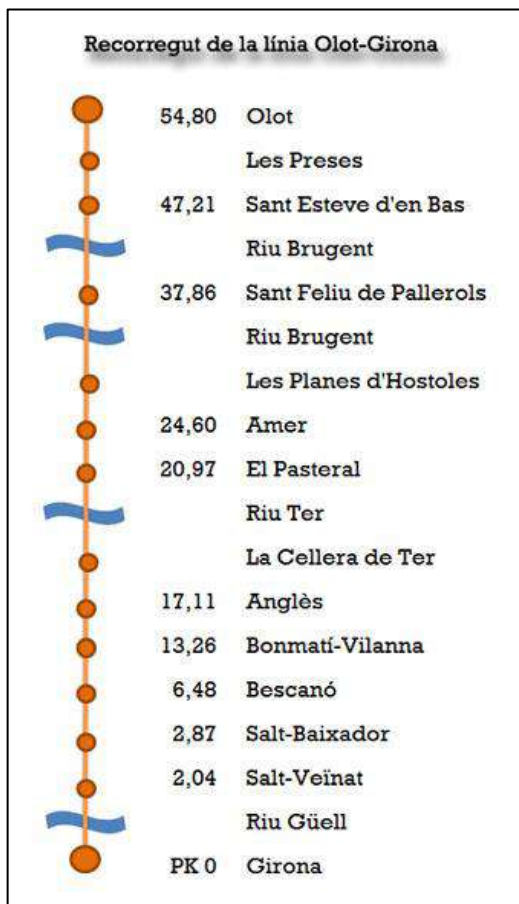 Recorregut de la línia Olot-Girona
54,80 Olot
Les Preses
47,21 Sant Esteve d'en Bas
Riu Brugent
37,86 Sant Feliu de Pallerols
Riu Brugent
Les Planes d'Hostoles
24,60 Amer
20,97 El Pasteral
Riu Ter
La Cellera de Ter
17,11 Anglès
13,26 Bonmatí-Vilanna
6,48 Bescanó
2,87 Salt-Baixador
2,04 Salt-Veïnat
Riu Güell
PK 0 Girona